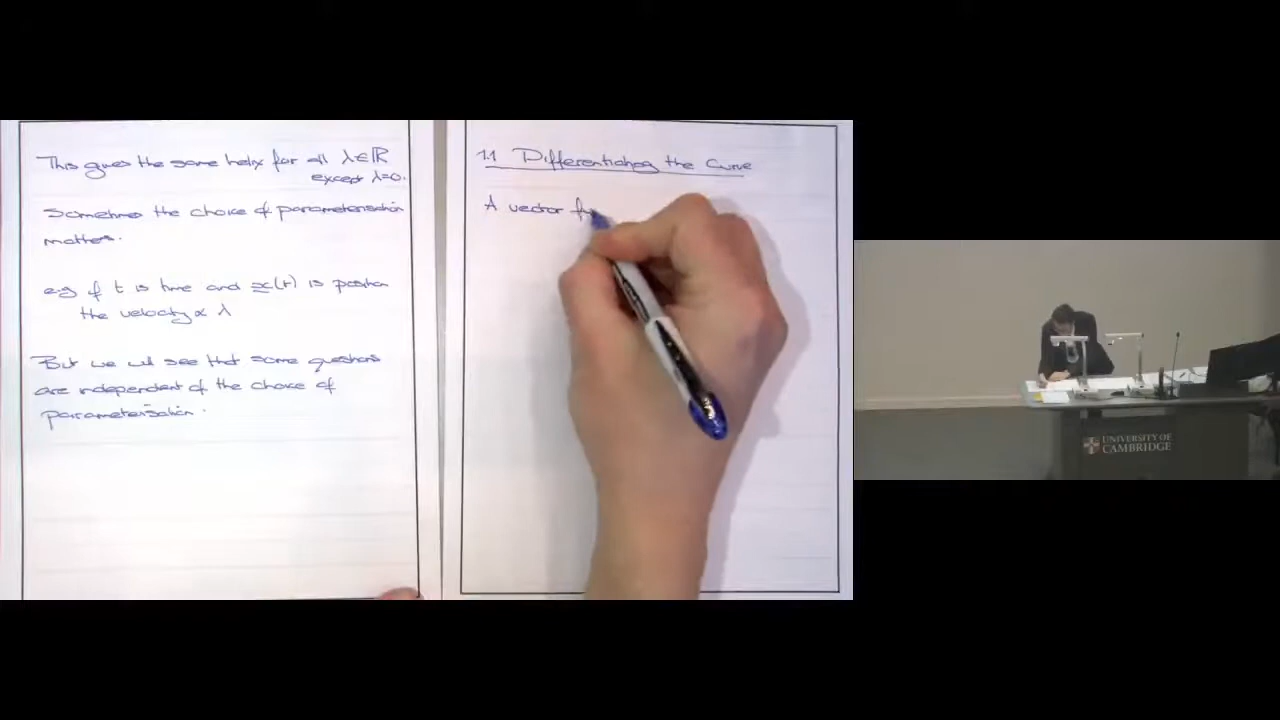 This gives the same helix for all λ∈ℝ
except λ=0.
Sometimes the choice of parameterisation
matters.
e.g. if t is time and x(t) is position
the velocity ∝ λ
But we will see that some questions
are independent of the choice of
parameterisation.
1.1 Differentiating the Curve
A vector fu
UNIVERSITY OF
CAMBRIDGE